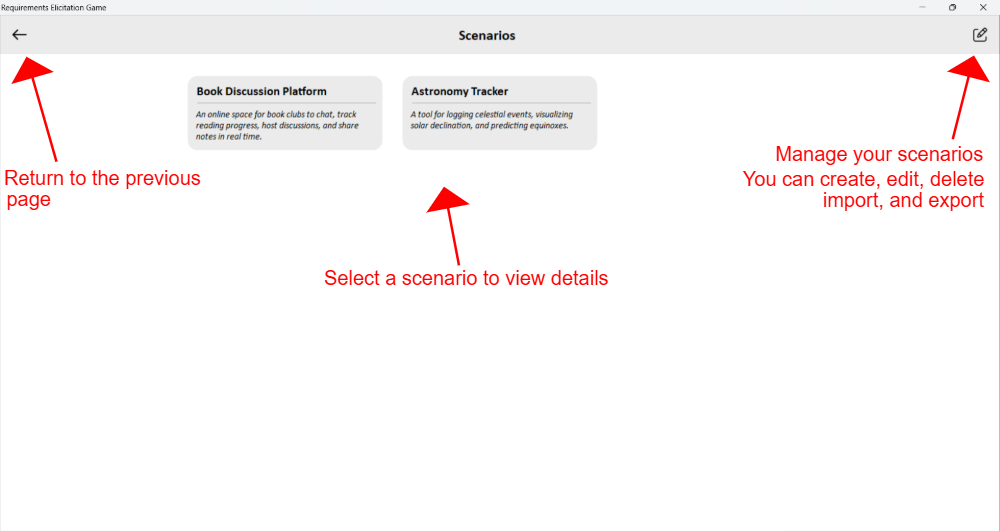 Requirements Elicitation Game
Scenarios
Book Discussion Platform
An online space for book clubs to chat, track
reading progress, host discussions, and share
notes in real time.
Astronomy Tracker
A tool for logging celestial events, visualizing
solar declination, and predicting equinoxes.
Return to the previous
page
Manage your scenarios
You can create, edit, delete
import, and export
Select a scenario to view details